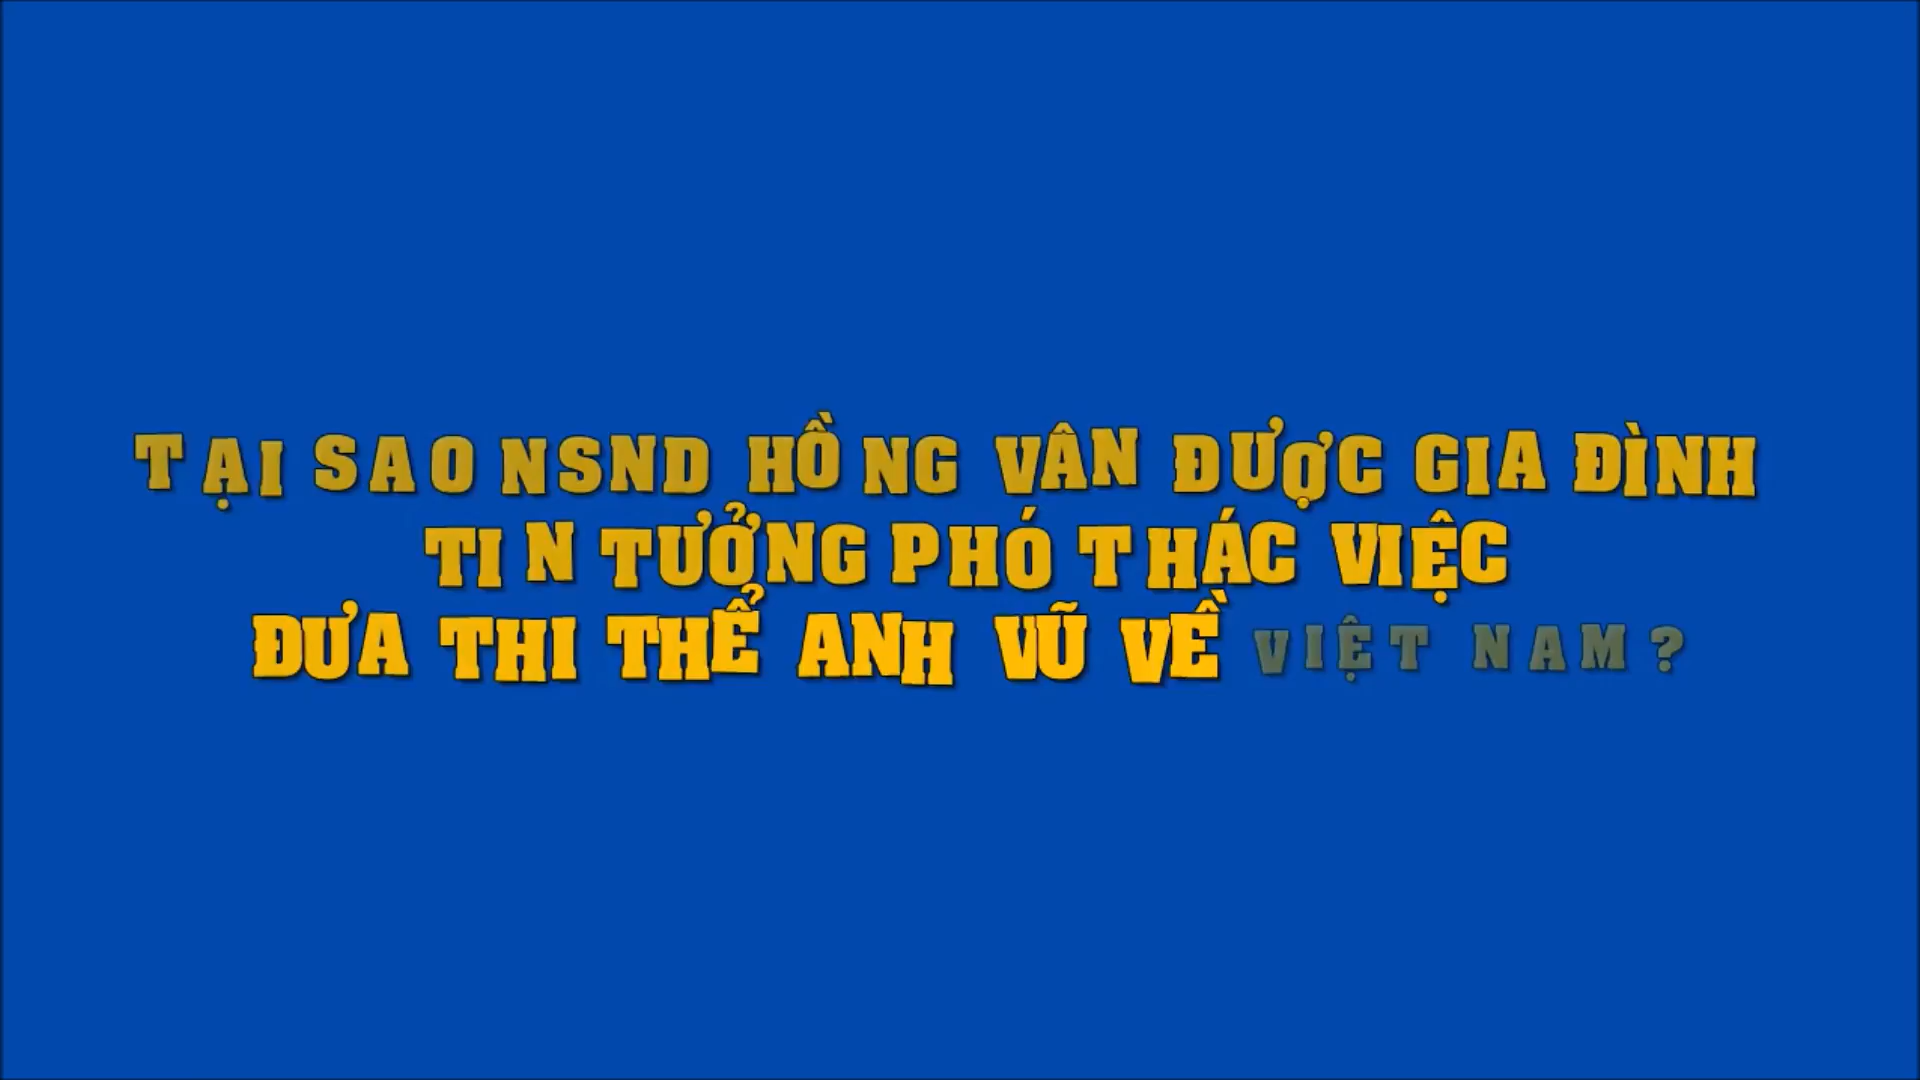 TẠI SAO NSND HỒNG VÂN ĐƯỢC GIA ĐÌNH
TIN TƯỞNG PHÓ THÁC VIỆC
ĐƯA THI THỂ ANH VŨ VỀ VIỆT NAM?